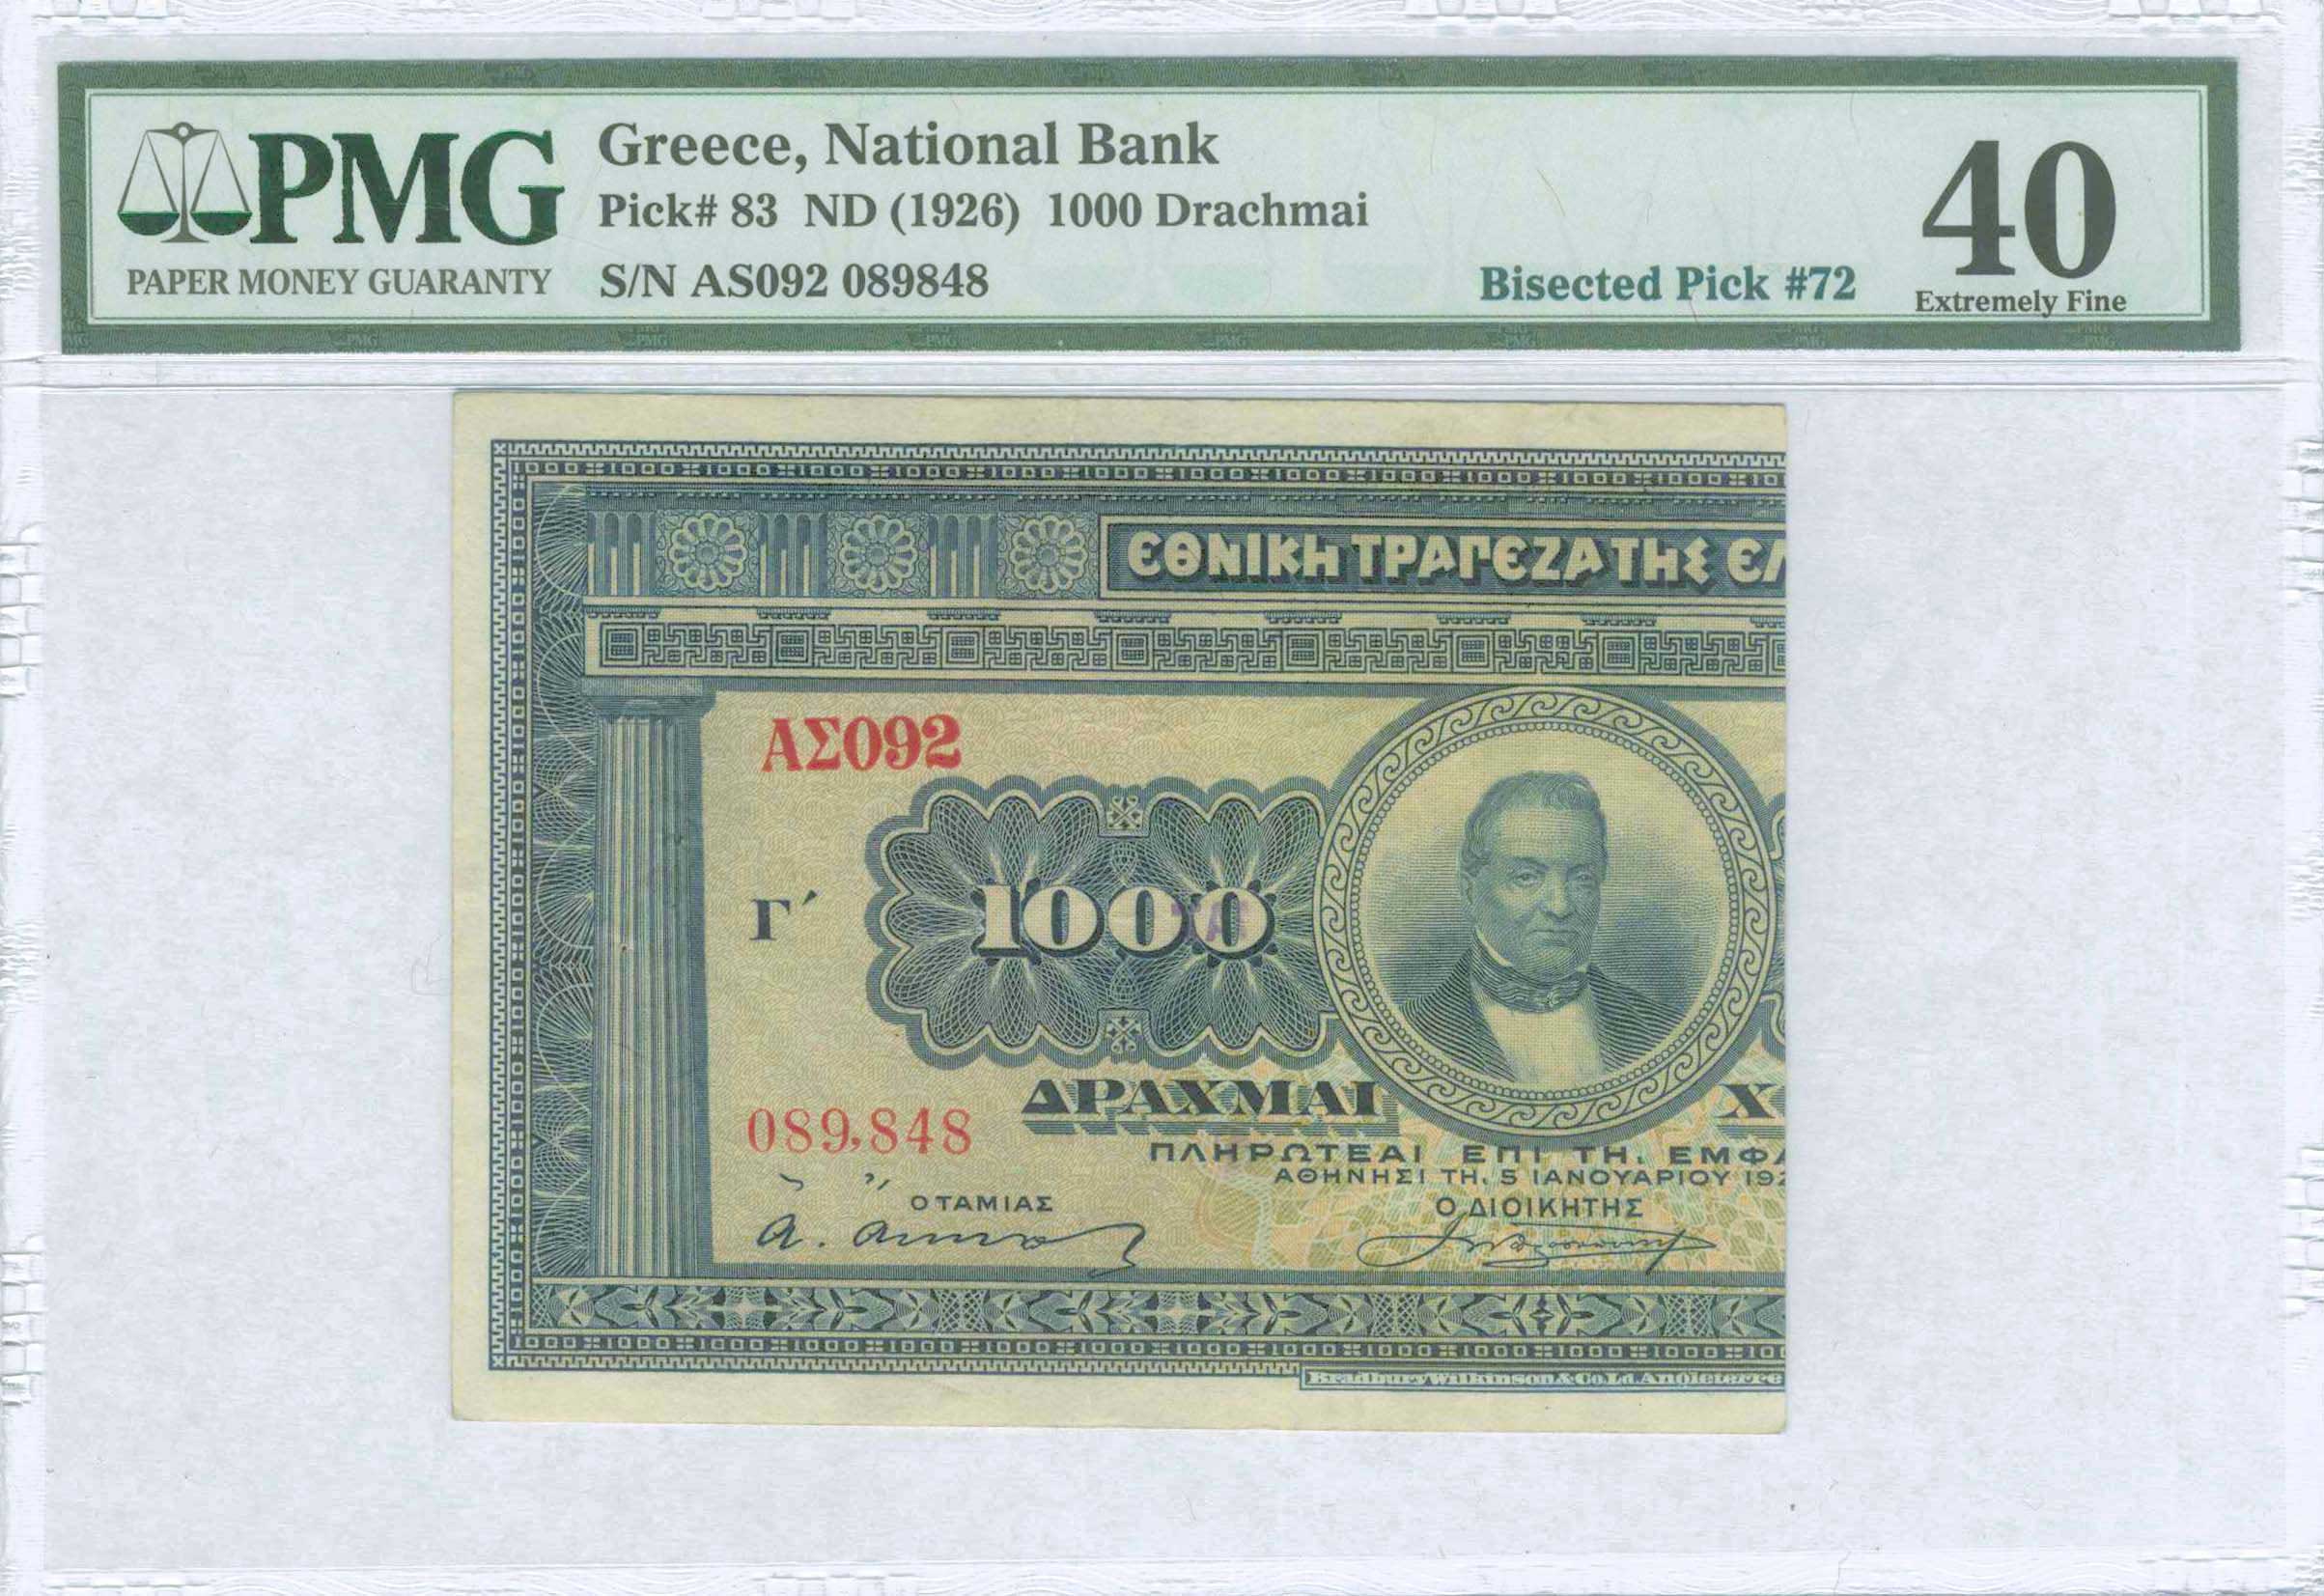 PMG
PAPER MONEY GUARANTY
Greece, National Bank
Pick# 83 ND (1926) 1000 Drachmai
S/N AS092 089848
Bisected Pick #72
40
Extremely Fine
ΕΘΝΙΚΗ ΤΡΑΠΕΖΑ ΤΗΣ ΕΛ
ΑΣ092
Γ΄
1000
ΔΡΑΧΜΑΙ Χ
089,848
ΠΛΗΡΩΤΕΑΙ ΕΠΙ ΤΗ. ΕΜΦΑ
ΑΘΗΝΗΣΙ ΤΗ. 5 ΙΑΝΟΥΑΡΙΟΥ 192
Ο ΤΑΜΙΑΣ
Ο ΔΙΟΙΚΗΤΗΣ
Bradbury Wilkinson & Co. Ld. Angleterre